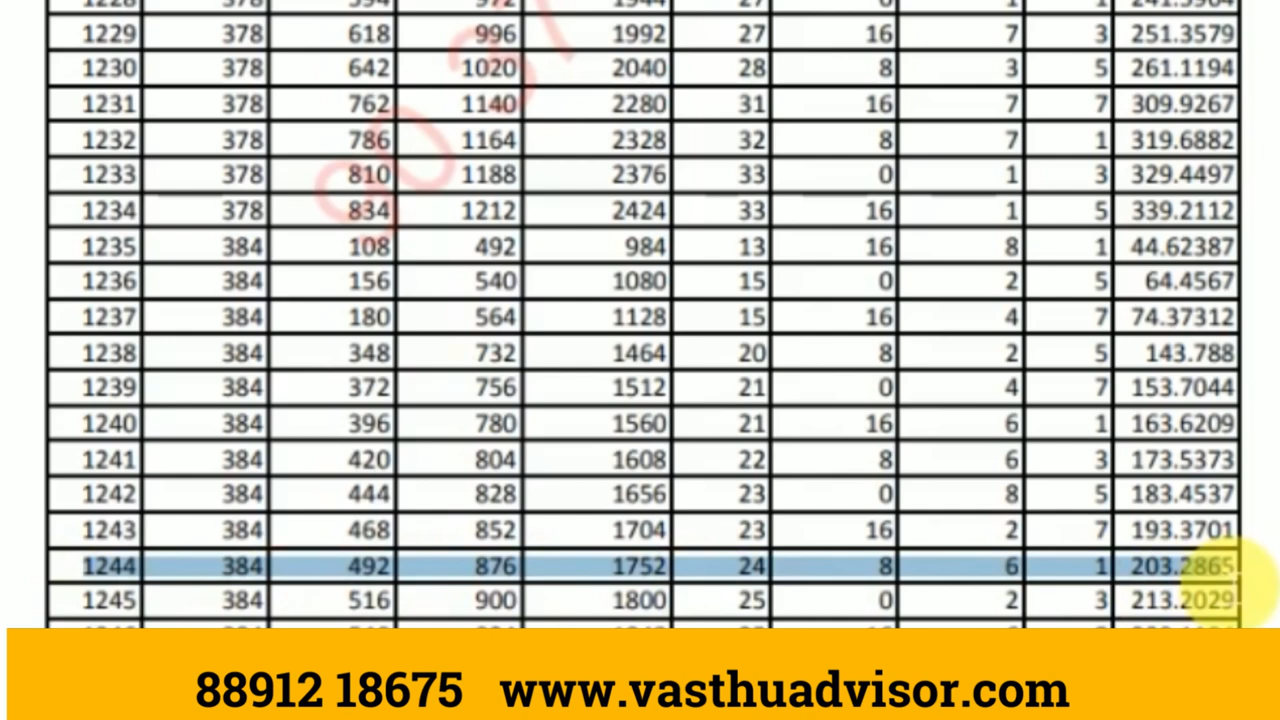 1229 378 618 996 1992 27 16 7 3 251.3579
1230 378 642 1020 2040 28 8 3 5 261.1194
1231 378 762 1140 2280 31 16 7 7 309.9267
1232 378 786 1164 2328 32 8 7 1 319.6882
1233 378 810 1188 2376 33 0 1 3 329.4497
1234 378 834 1212 2424 33 16 1 5 339.2112
1235 384 108 492 984 13 16 8 1 44.62387
1236 384 156 540 1080 15 0 2 5 64.4567
1237 384 180 564 1128 15 16 4 7 74.37312
1238 384 348 732 1464 20 8 2 5 143.788
1239 384 372 756 1512 21 0 4 7 153.7044
1240 384 396 780 1560 21 16 6 1 163.6209
1241 384 420 804 1608 22 8 6 3 173.5373
1242 384 444 828 1656 23 0 8 5 183.4537
1243 384 468 852 1704 23 16 2 7 193.3701
1244 384 492 876 1752 24 8 6 1 203.2865
1245 384 516 900 1800 25 0 2 3 213.2029
88912 18675 www.vasthuadvisor.com